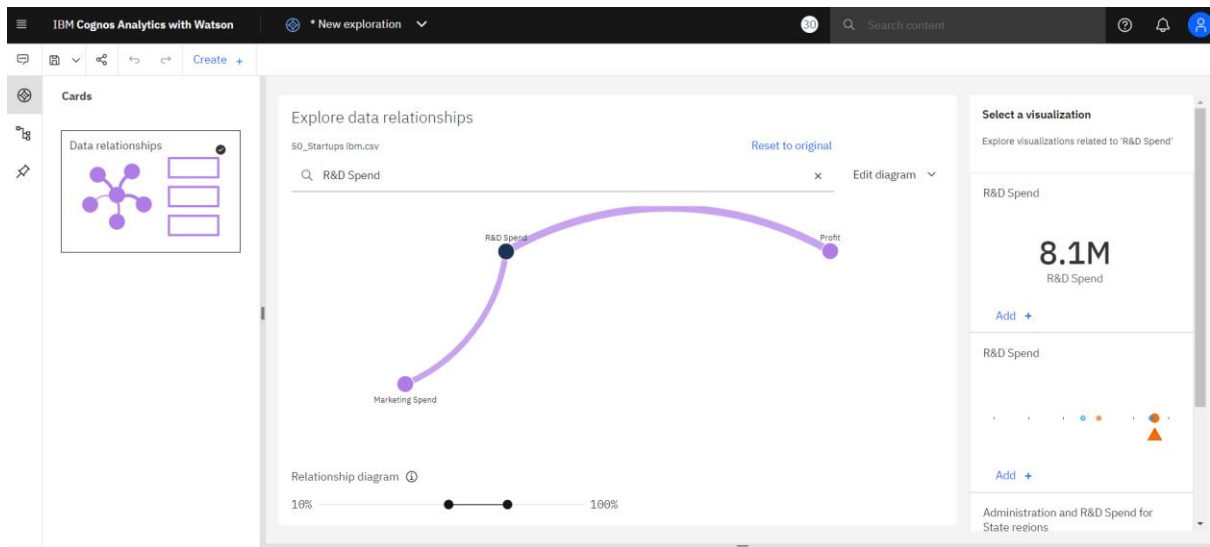 IBM Cognos Analytics with Watson
* New exploration
30
Search content
Create +
Cards
Data relationships
Explore data relationships
50_Startups ibm.csv
Reset to original
R&D Spend
Edit diagram
R&D Spend
Profit
Marketing Spend
Relationship diagram
10%
100%
Select a visualization
Explore visualizations related to 'R&D Spend'
R&D Spend
8.1M
R&D Spend
Add +
R&D Spend
Add +
Administration and R&D Spend for
State regions